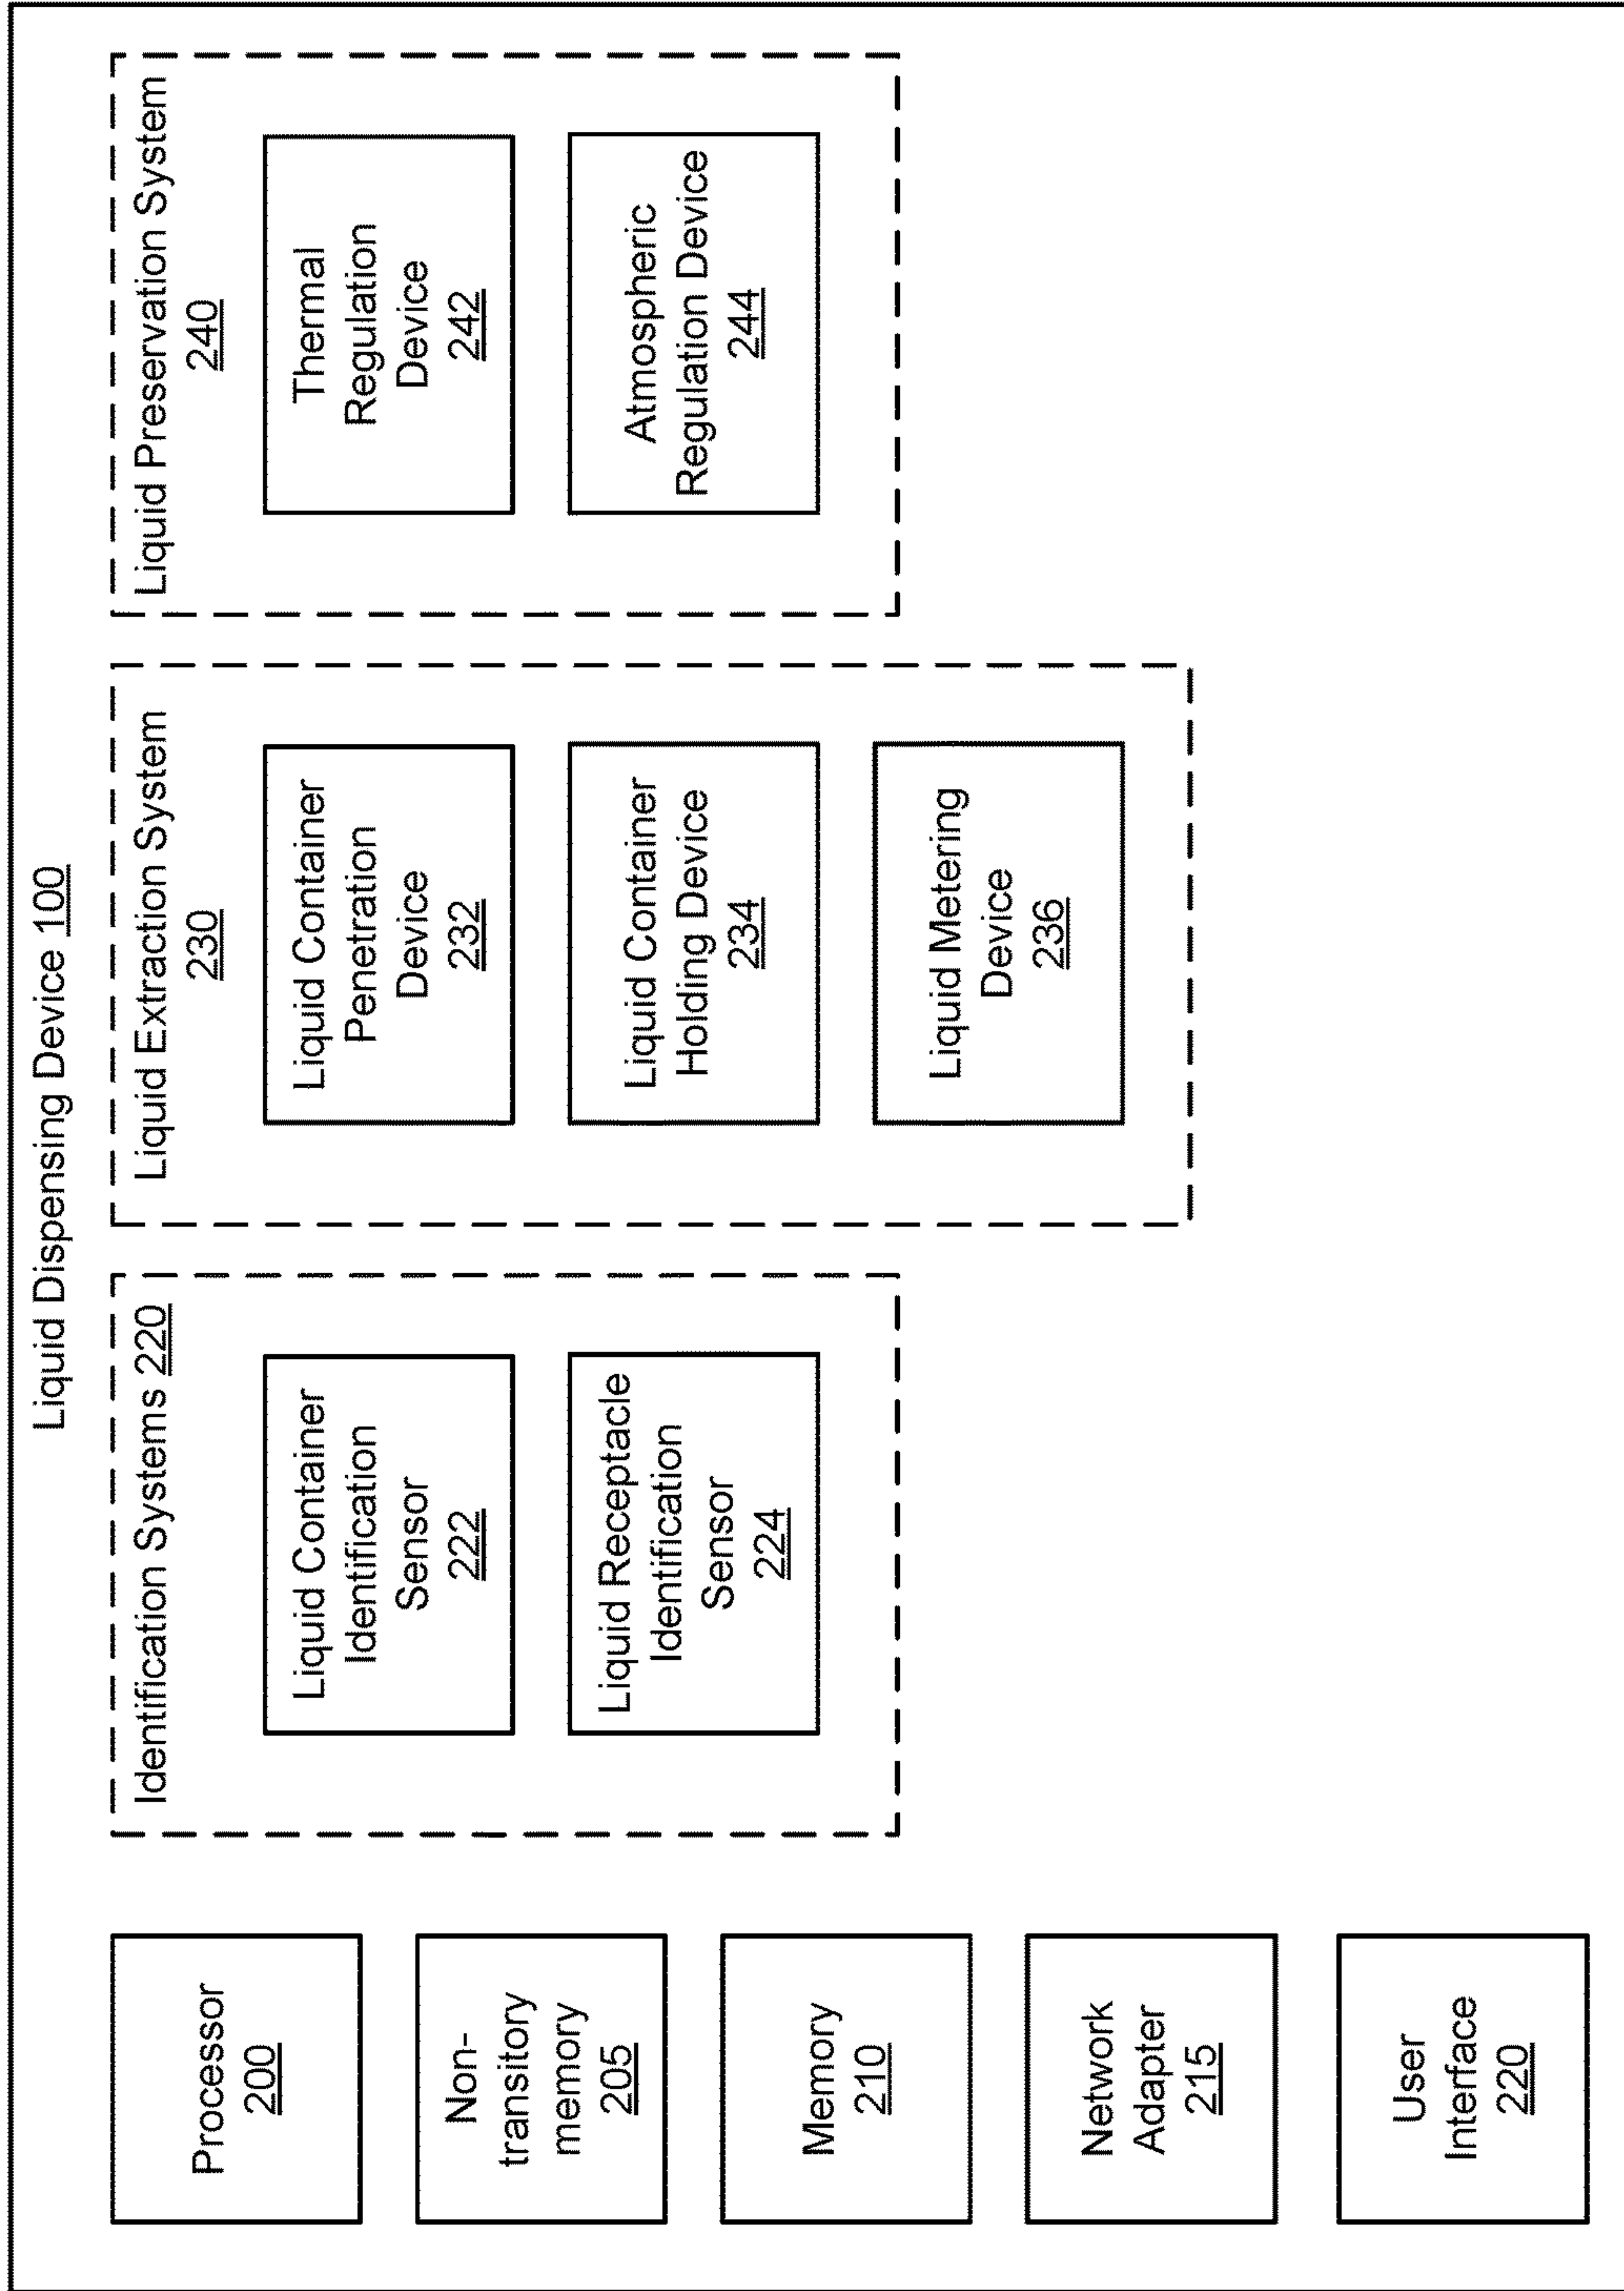 Liquid Dispensing Device 100
Processor
200
Non-
transitory
memory
205
Memory
210
Network
Adapter
215
User
Interface
220
Identification Systems 220
Liquid Container
Identification
Sensor
222
Liquid Receptacle
Identification
Sensor
224
Liquid Extraction System
230
Liquid Container
Penetration
Device
232
Liquid Container
Holding Device
234
Liquid Metering
Device
236
Liquid Preservation System
240
Thermal
Regulation
Device
242
Atmospheric
Regulation Device
244